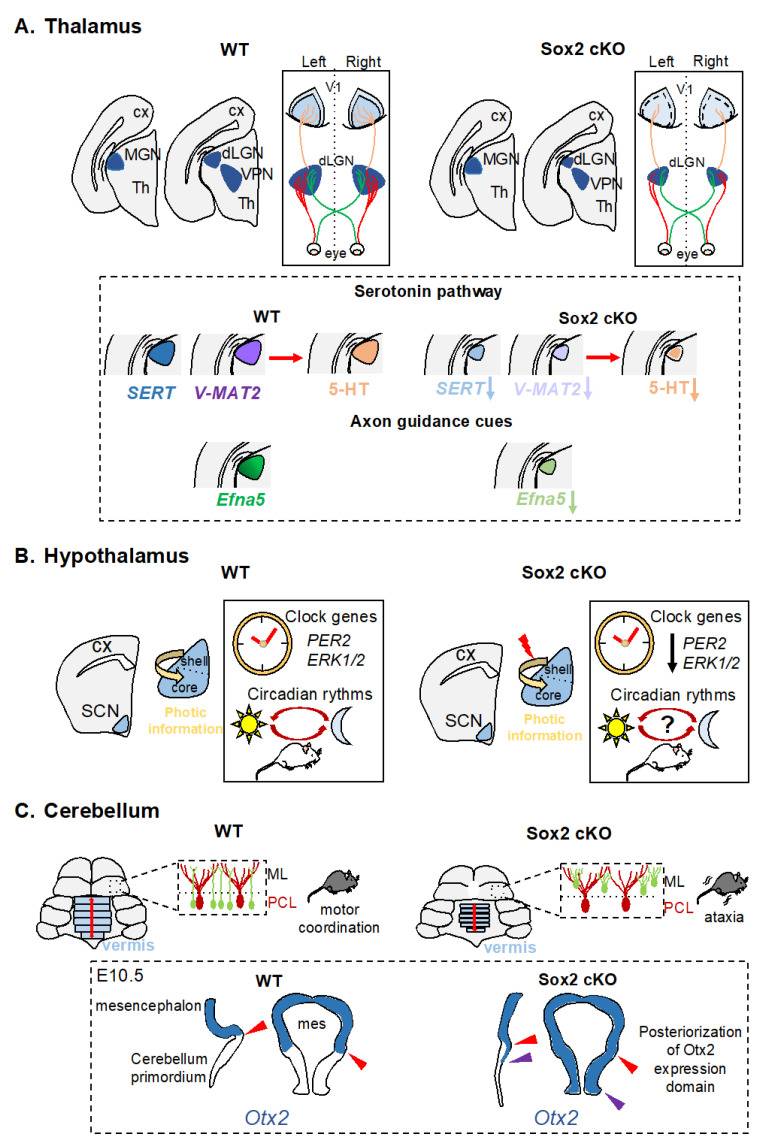 A. Thalamus
WT
Sox2 cKO
Left
Right
Left
Right
CX
CX
V1
CX
CX
V1
MGN
dLGN
VPN
dLGN
MGN
dLGN
VPN
dLGN
Th
Th
Th
Th
eye
eye
Serotonin pathway
WT
Sox2 cKO
SERT
V-MAT2
5-HT
SERT
V-MAT2
5-HT
Axon guidance cues
Efna5
Efna5
B. Hypothalamus
WT
Sox2 cKO
CX
shell
core
SCN
Photic
information
Clock genes
PER2
ERK1/2
Circadian rythms
CX
shell
core
SCN
Photic
information
Clock genes
PER2
ERK1/2
Circadian rythms
?
C. Cerebellum
WT
Sox2 cKO
ML
PCL
vermis
motor
coordination
ML
PCL
vermis
ataxia
E10.5
WT
Sox2 cKO
mesencephalon
mes
Cerebellum
primordium
Posteriorization
of Otx2
expression
domain
Otx2
Otx2